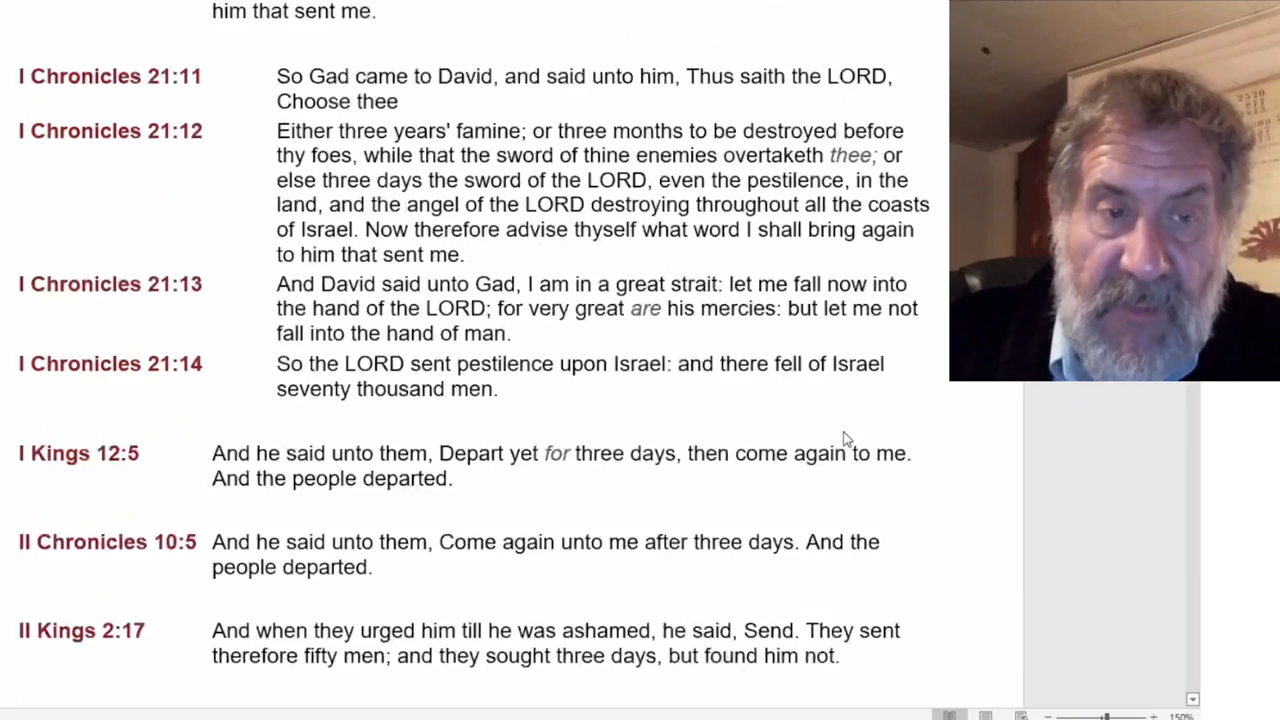 him that sent me.
I Chronicles 21:11 So Gad came to David, and said unto him, Thus saith the LORD,
Choose thee
I Chronicles 21:12 Either three years' famine; or three months to be destroyed before
thy foes, while that the sword of thine enemies overtaketh thee; or
else three days the sword of the LORD, even the pestilence, in the
land, and the angel of the LORD destroying throughout all the coasts
of Israel. Now therefore advise thyself what word I shall bring again
to him that sent me.
I Chronicles 21:13 And David said unto Gad, I am in a great strait: let me fall now into
the hand of the LORD; for very great are his mercies: but let me not
fall into the hand of man.
I Chronicles 21:14 So the LORD sent pestilence upon Israel: and there fell of Israel
seventy thousand men.
I Kings 12:5 And he said unto them, Depart yet for three days, then come again to me.
And the people departed.
II Chronicles 10:5 And he said unto them, Come again unto me after three days. And the
people departed.
II Kings 2:17 And when they urged him till he was ashamed, he said, Send. They sent
therefore fifty men; and they sought three days, but found him not.
150%
2520